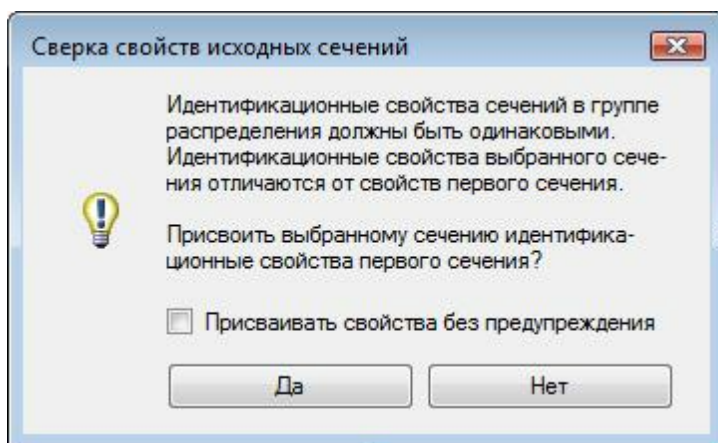 Сверка свойств исходных сечений
Идентификационные свойства сечений в группе
распределения должны быть одинаковыми.
Идентификационные свойства выбранного сече-
ния отличаются от свойств первого сечения.
Присвоить выбранному сечению идентифика-
ционные свойства первого сечения?
Присваивать свойства без предупреждения
Да
Нет